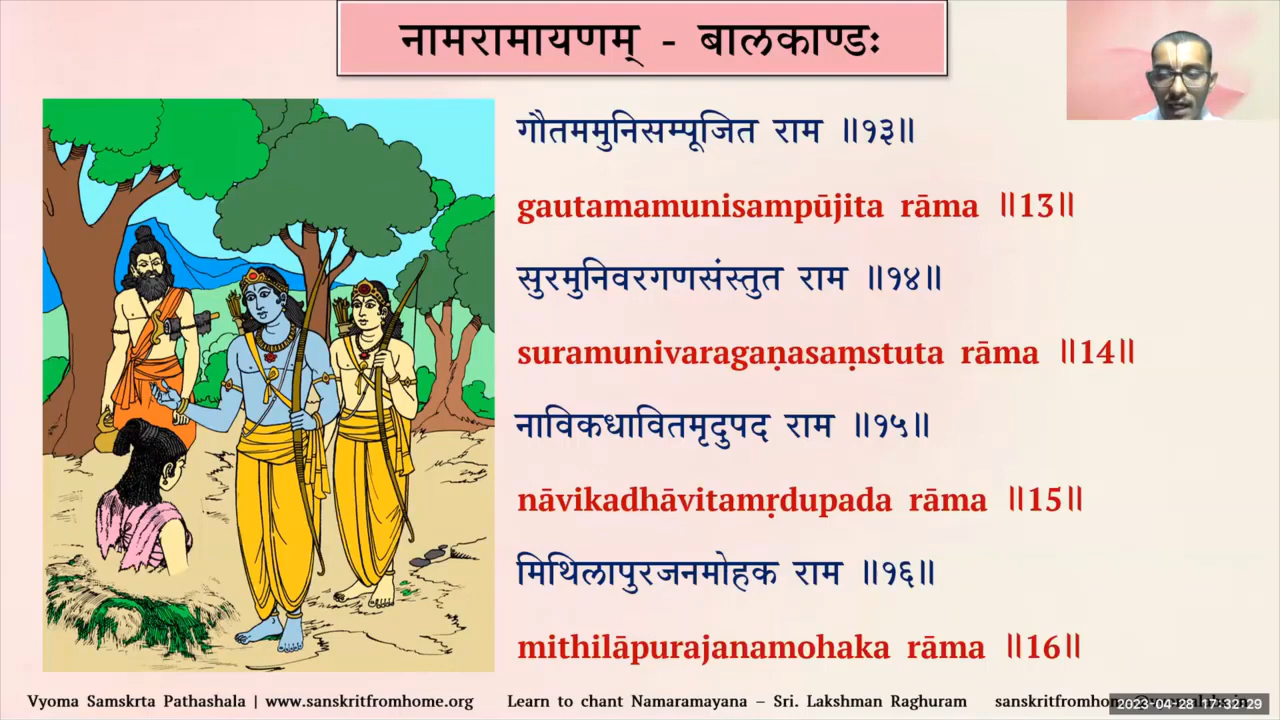 नामरामायणम् - बालकाण्डः
गौतममुनिसम्पूजित राम ॥१३॥
gautamamunisampūjita rāma ॥13॥
सुरमुनिवरगणसंस्तुत राम ॥१४॥
suramunivaragaṇasaṃstuta rāma ॥14॥
नाविकधावितमृदुपद राम ॥१५॥
nāvikadhāvitamṛdupada rāma ॥15॥
मिथिलापुरजनमोहक राम ॥१६॥
mithilāpurajanamohaka rāma ॥16॥
Vyoma Samskrta Pathashala | www.sanskritfromhome.org Learn to chant Namaramayana – Sri. Lakshman Raghuram
2023-04-28 17:32:29